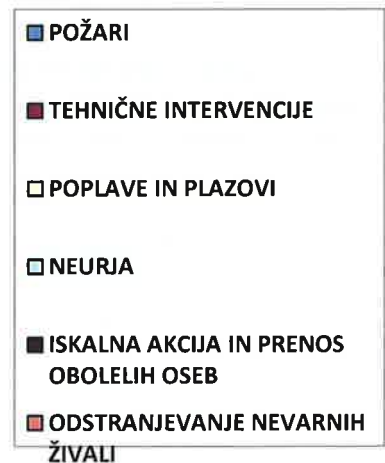 POŽARI
TEHNIČNE INTERVENCIJE
POPLAVE IN PLAZOVI
NEURJA
ISKALNA AKCIJA IN PRENOS
OBOLELIH OSEB
ODSTRANJEVANJE NEVARNIH
ŽIVALI